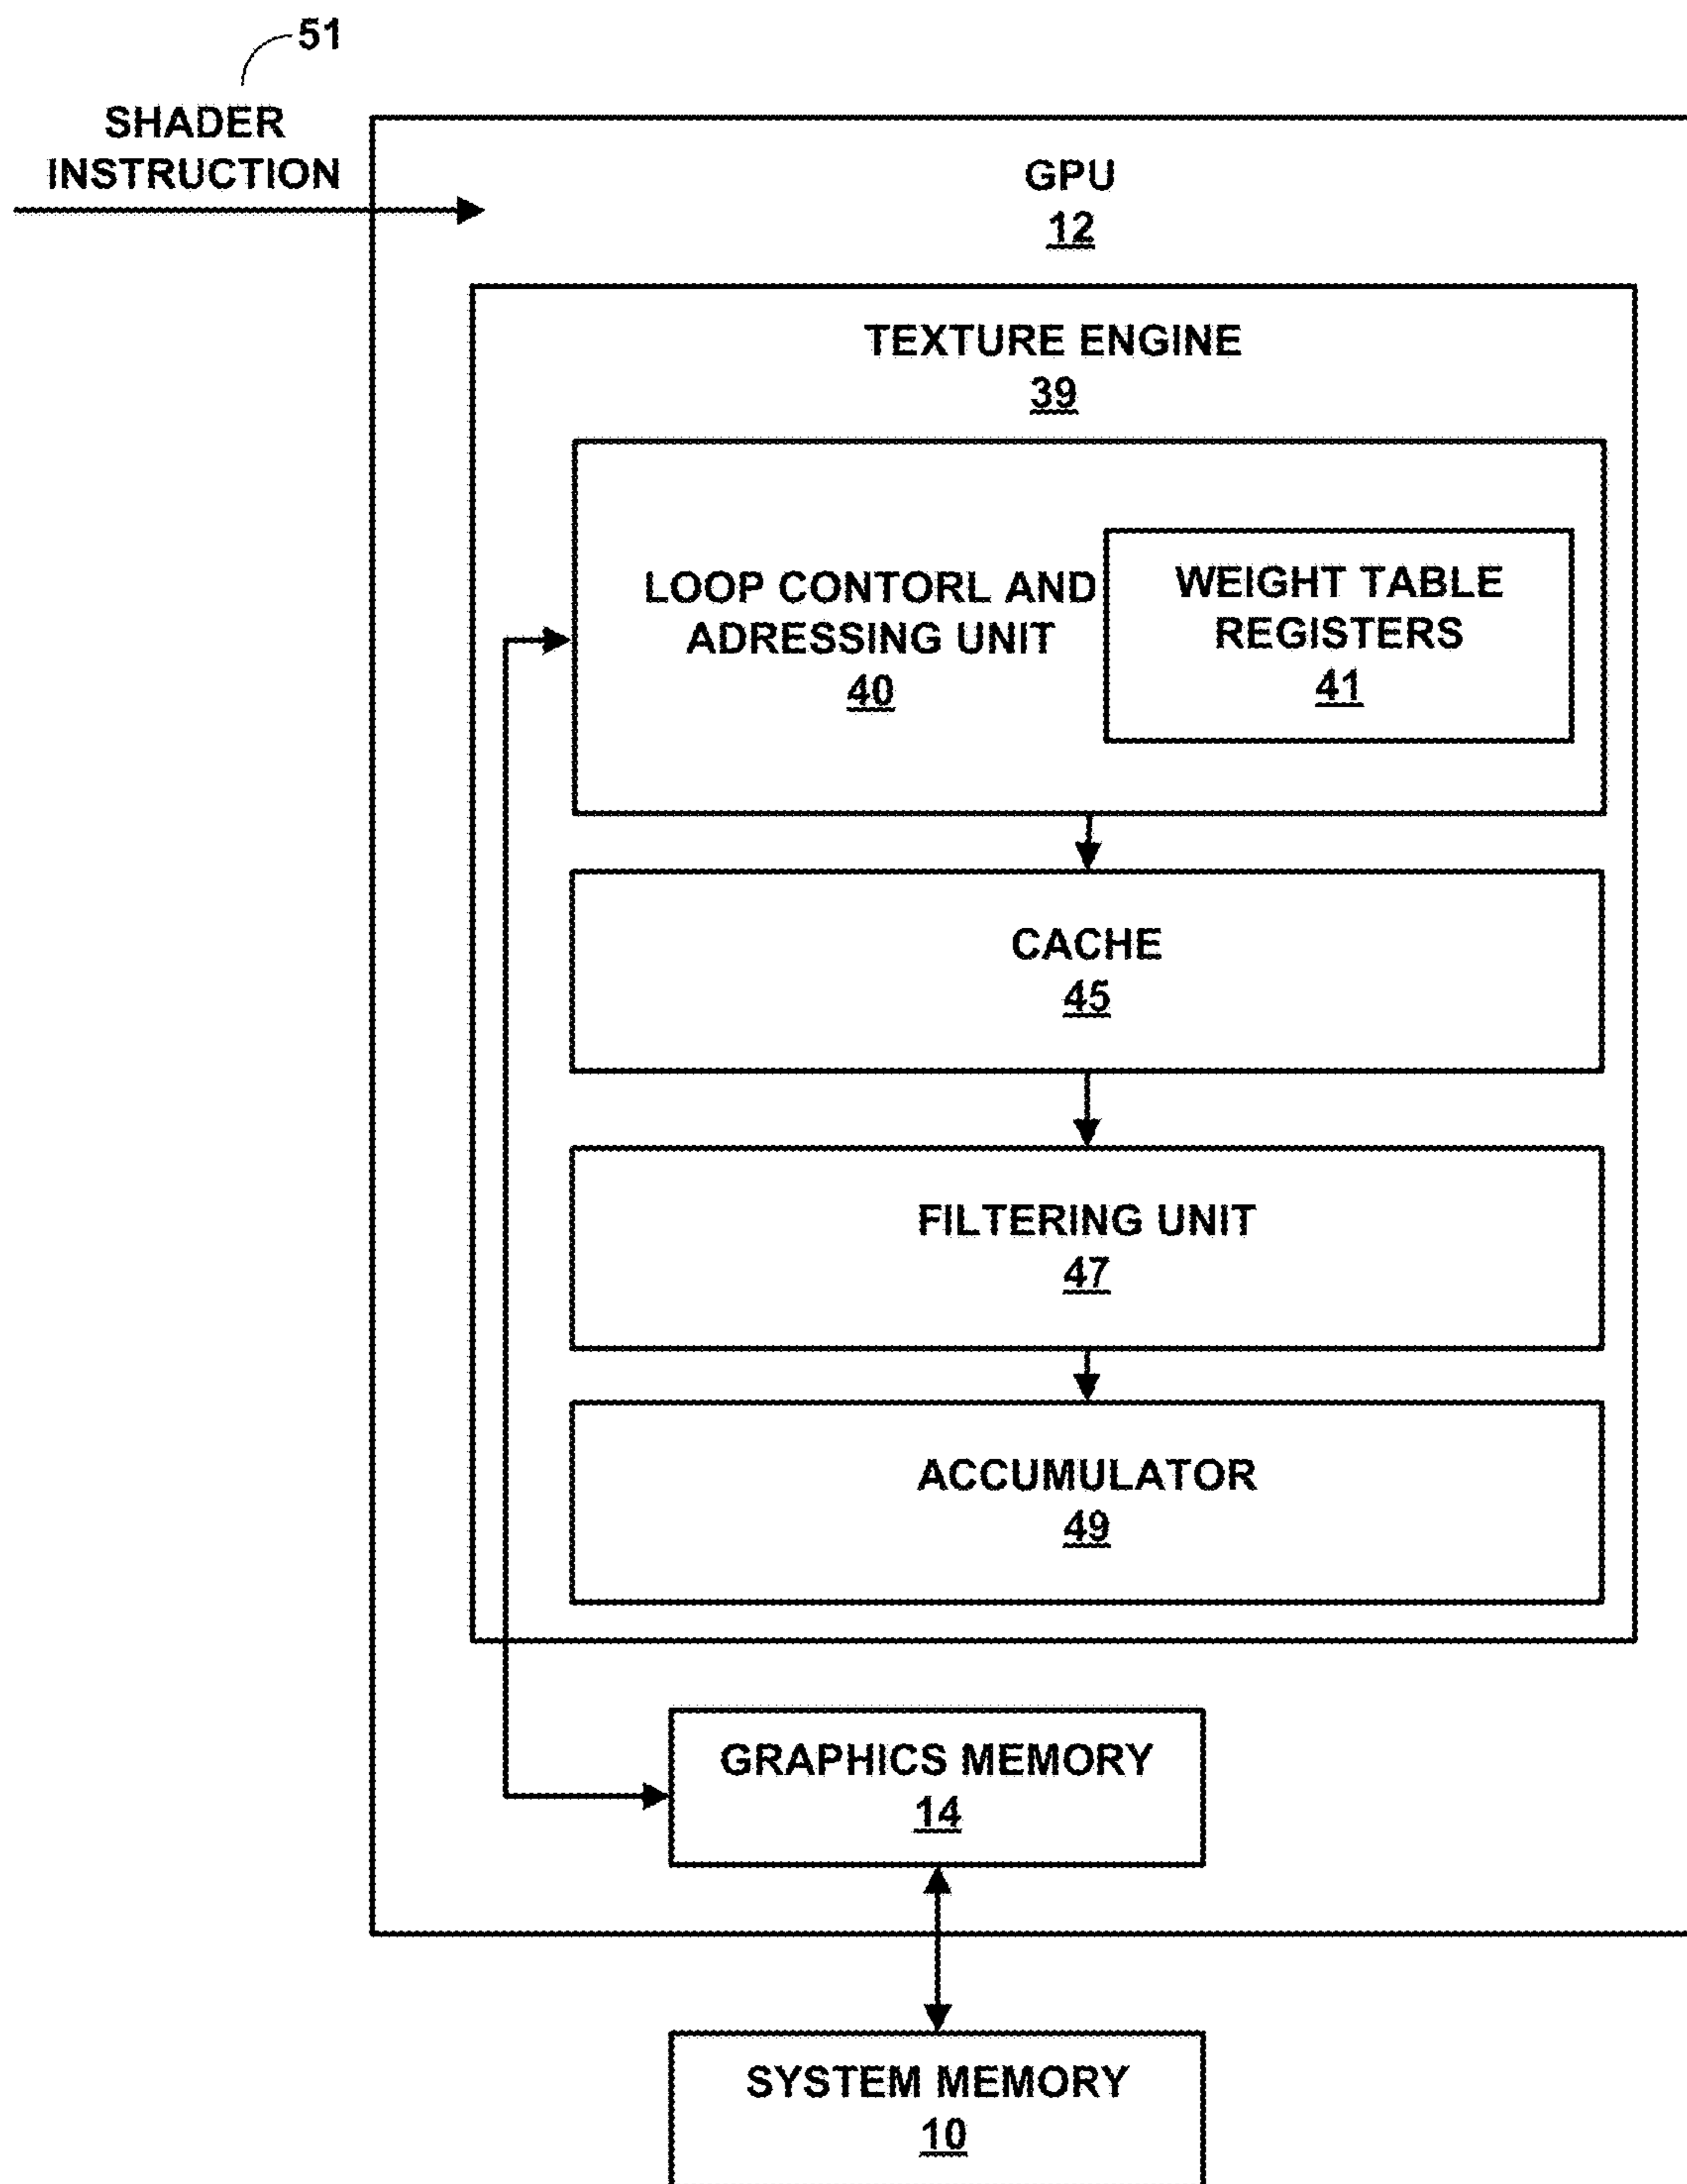 51
SHADER
INSTRUCTION
GPU
12
TEXTURE ENGINE
39
LOOP CONTORL AND
ADRESSING UNIT
40
WEIGHT TABLE
REGISTERS
41
CACHE
45
FILTERING UNIT
47
ACCUMULATOR
49
GRAPHICS MEMORY
14
SYSTEM MEMORY
10